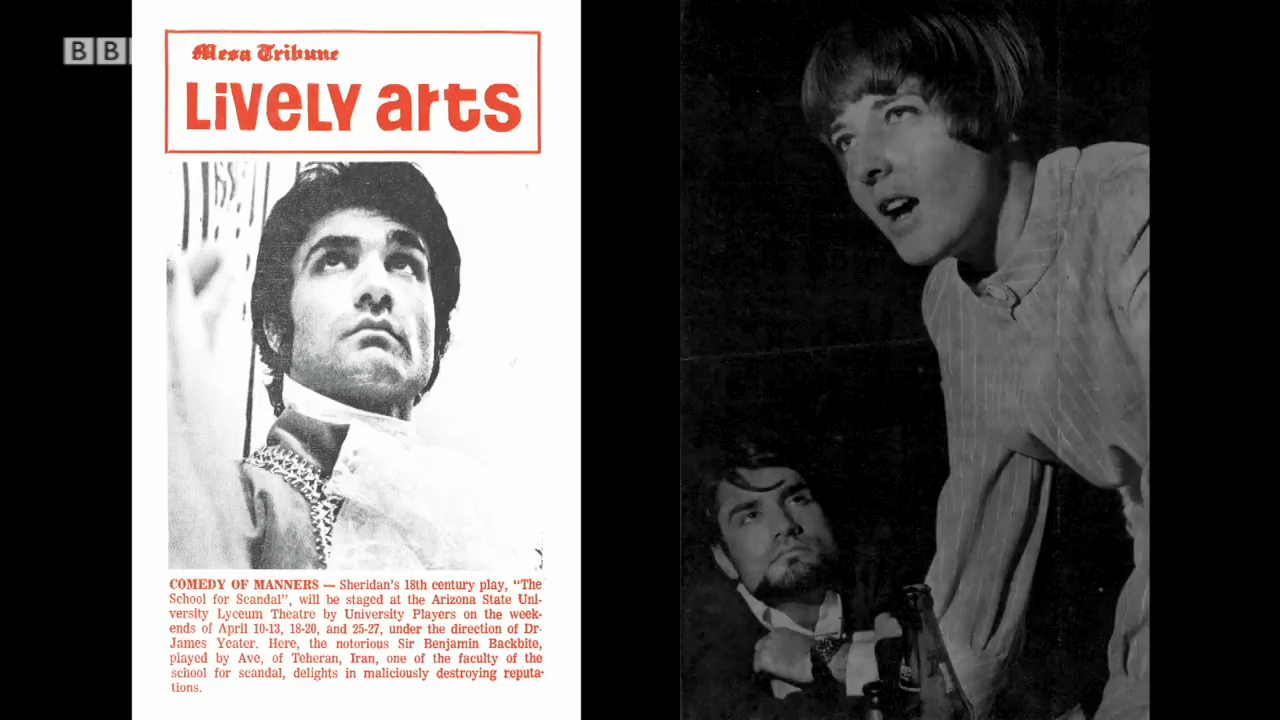 BB
Mesa Tribune
Lively arts
COMEDY OF MANNERS — Sheridan's 18th century play, "The
School for Scandal", will be staged at the Arizona State Uni-
versity Lyceum Theatre by University Players on the week-
ends of April 10-13, 18-20, and 25-27, under the direction of Dr.
James Yeater. Here, the notorious Sir Benjamin Backbite,
played by Ave, of Teheran, Iran, one of the faculty of the
school for scandal, delights in maliciously destroying reputa-
tions.